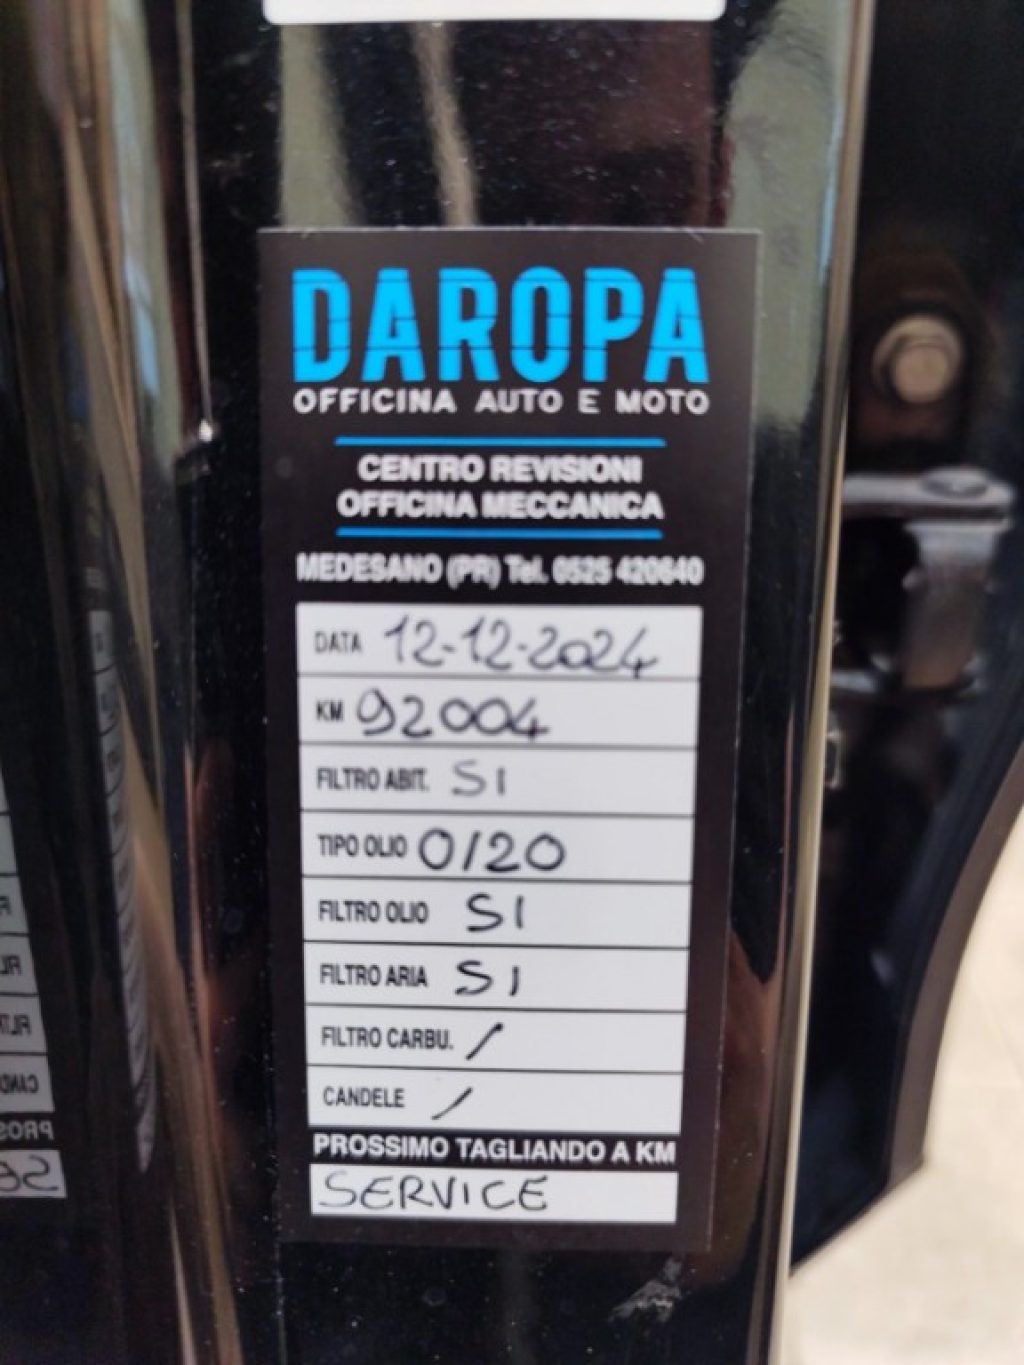 DAROPA
OFFICINA AUTO E MOTO
CENTRO REVISIONI
OFFICINA MECCANICA
MEDESANO (PR) Tel. 0525 420640
DATA 12-12-2024
KM 92004
FILTRO ABIT. SI
TIPO OLIO 0/20
FILTRO OLIO SI
FILTRO ARIA SI
FILTRO CARBU. /
CANDELE /
PROSSIMO TAGLIANDO A KM
SERVICE